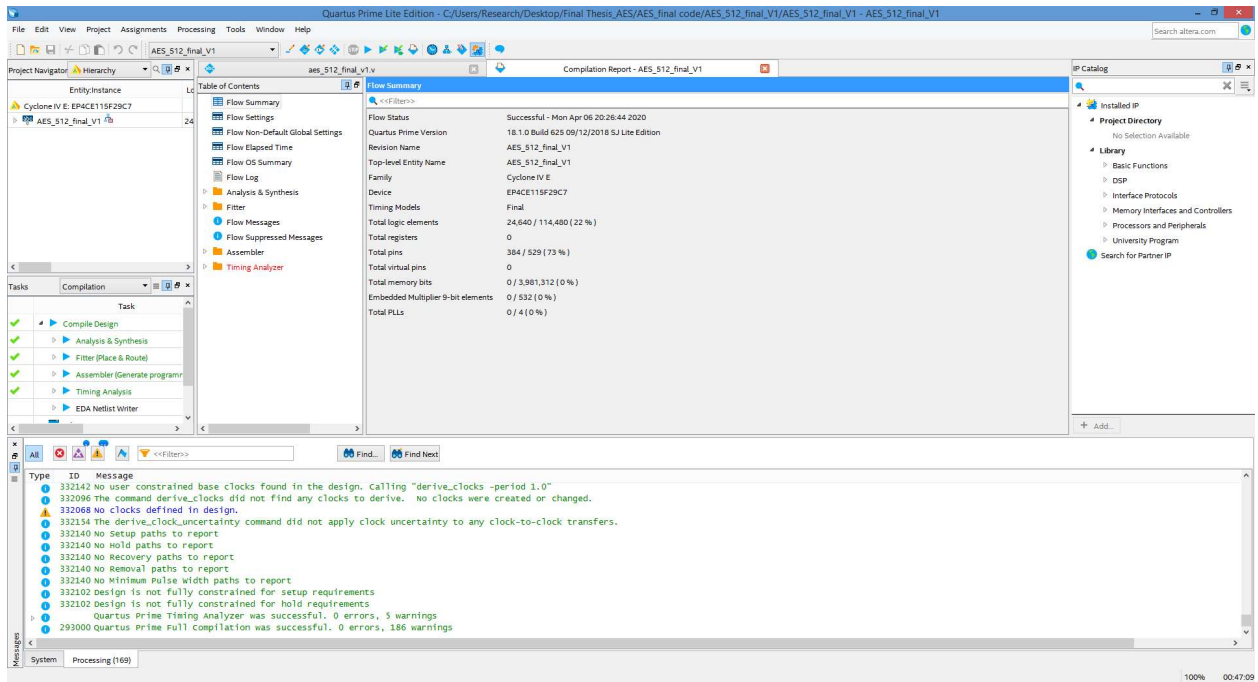 Quartus Prime Lite Edition - C:/Users/Research/Desktop/Final Thesis_AES/AES_final code/AES_512_final_V1/AES_512_final_V1 - AES_512_final_V1
File Edit View Project Assignments Processing Tools Window Help
Search altera.com
AES_512_final_V1
Project Navigator Hierarchy
Entity:Instance
Cyclone IV E: EP4CE115F29C7
AES_512_final_V1 24
Tasks Compilation
Task
Compile Design
Analysis & Synthesis
Fitter (Place & Route)
Assembler (Generate programm
Timing Analysis
EDA Netlist Writer
aes_512_final_v1.v
Compilation Report - AES_512_final_V1
Table of Contents
Flow Summary
Flow Settings
Flow Non-Default Global Settings
Flow Elapsed Time
Flow OS Summary
Flow Log
Analysis & Synthesis
Fitter
Flow Messages
Flow Suppressed Messages
Assembler
Timing Analyzer
Flow Summary
<<Filter>>
Flow Status Successful - Mon Apr 06 20:26:44 2020
Quartus Prime Version 18.1.0 Build 625 09/12/2018 SJ Lite Edition
Revision Name AES_512_final_V1
Top-level Entity Name AES_512_final_V1
Family Cyclone IV E
Device EP4CE115F29C7
Timing Models Final
Total logic elements 24,640 / 114,480 ( 22 % )
Total registers 0
Total pins 384 / 529 ( 73 % )
Total virtual pins 0
Total memory bits 0 / 3,981,312 ( 0 % )
Embedded Multiplier 9-bit elements 0 / 532 ( 0 % )
Total PLLs 0 / 4 ( 0 % )
IP Catalog
Installed IP
Project Directory
No Selection Available
Library
Basic Functions
DSP
Interface Protocols
Memory Interfaces and Controllers
Processors and Peripherals
University Program
Search for Partner IP
+ Add...
All <<Filter>> Find... Find Next
Type ID Message
332142 No user constrained base clocks found in the design. Calling "derive_clocks -period 1.0"
332096 The command derive_clocks did not find any clocks to derive. No clocks were created or changed.
332068 No clocks defined in design.
332154 The derive_clock_uncertainty command did not apply clock uncertainty to any clock-to-clock transfers.
332140 No Setup paths to report
332140 No Hold paths to report
332140 No Recovery paths to report
332140 No Removal paths to report
332140 No Minimum Pulse Width paths to report
332102 Design is not fully constrained for setup requirements
332102 Design is not fully constrained for hold requirements
Quartus Prime Timing Analyzer was successful. 0 errors, 5 warnings
293000 Quartus Prime Full Compilation was successful. 0 errors, 186 warnings
Messages
System Processing (169)
100% 00:47:09